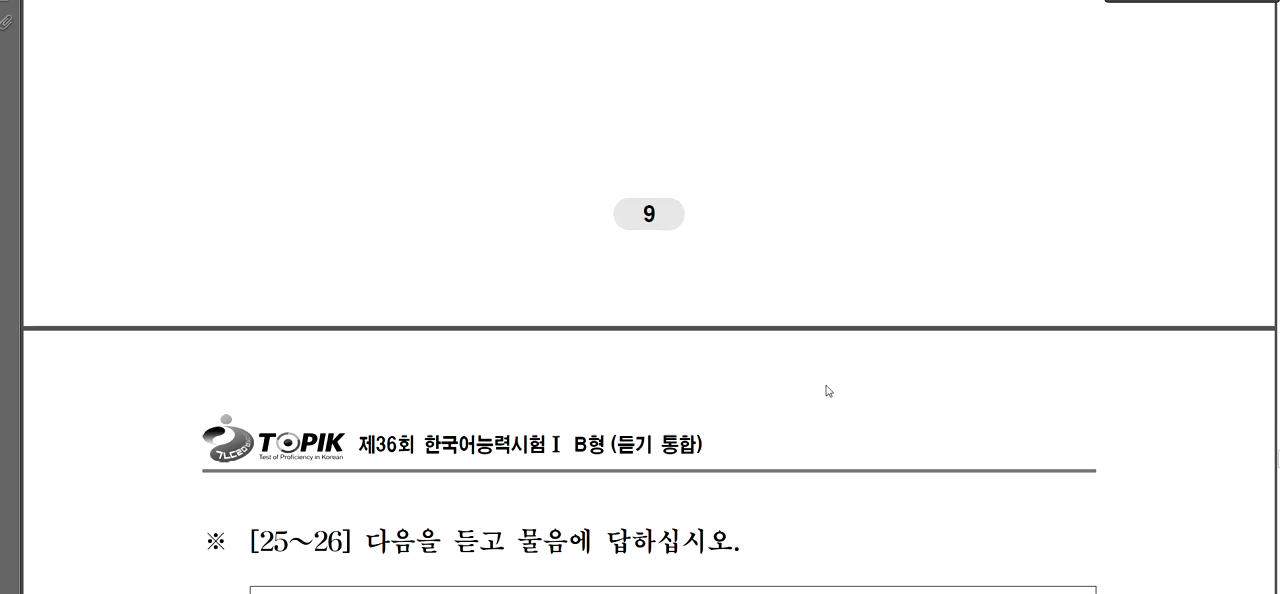 9
TOPIK
Test of Proficiency in Korean
제36회 한국어능력시험Ⅰ B형 (듣기 통합)
※ [25~26] 다음을 듣고 물음에 답하십시오.